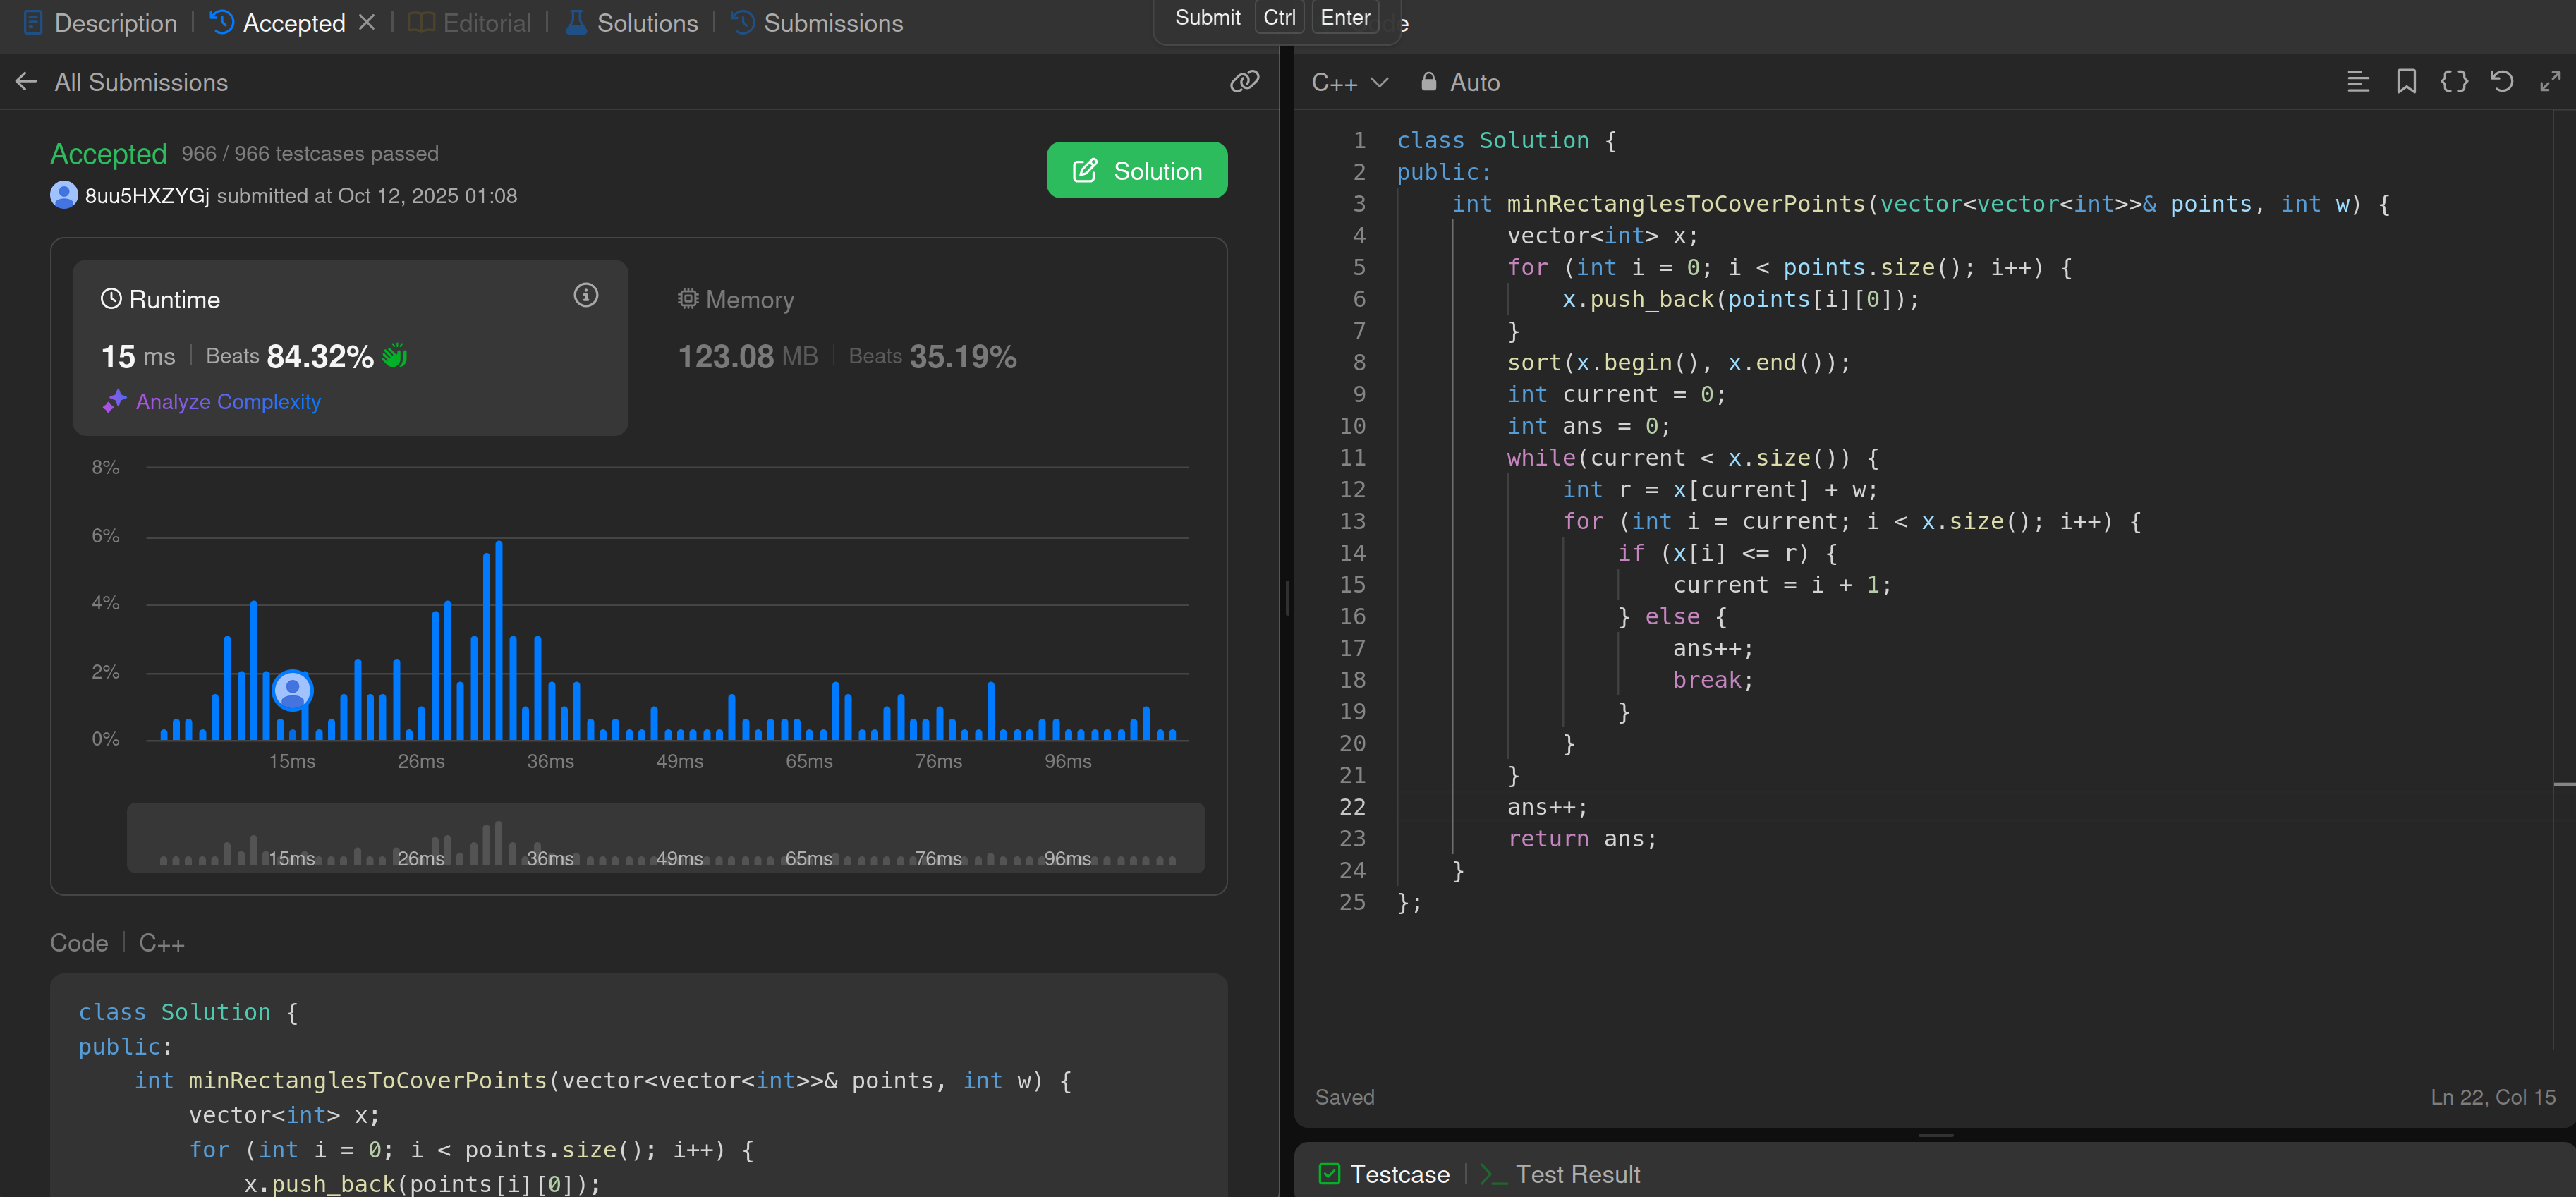 Description | Accepted × | Editorial | Solutions | Submissions
Submit Ctrl Enter
e
All Submissions
Accepted 966 / 966 testcases passed
8uu5HXZYGj submitted at Oct 12, 2025 01:08
Solution
Runtime
15 ms | Beats 84.32%
Analyze Complexity
Memory
123.08 MB | Beats 35.19%
8%
6%
4%
2%
0%
15ms 26ms 36ms 49ms 65ms 76ms 96ms
15ms 26ms 36ms 49ms 65ms 76ms 96ms
Code | C++
class Solution {
public:
    int minRectanglesToCoverPoints(vector<vector<int>>& points, int w) {
        vector<int> x;
        for (int i = 0; i < points.size(); i++) {
            x.push_back(points[i][0]);
C++ Auto
1 class Solution {
2 public:
3     int minRectanglesToCoverPoints(vector<vector<int>>& points, int w) {
4         vector<int> x;
5         for (int i = 0; i < points.size(); i++) {
6             x.push_back(points[i][0]);
7         }
8         sort(x.begin(), x.end());
9         int current = 0;
10         int ans = 0;
11         while(current < x.size()) {
12             int r = x[current] + w;
13             for (int i = current; i < x.size(); i++) {
14                 if (x[i] <= r) {
15                     current = i + 1;
16                 } else {
17                     ans++;
18                     break;
19                 }
20             }
21         }
22         ans++;
23         return ans;
24     }
25 };
Saved
Ln 22, Col 15
Testcase | Test Result